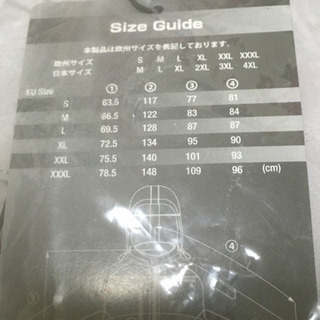 Size Guide
本製品は欧州サイズを表記しております。
欧州サイズ S M L XL XXL XXXL
日本サイズ M L XL 2XL 3XL 4XL
EU Size ① ② ③ ④
S 63.5 117 77 81
M 66.5 122 83 84
L 69.5 128 87 87
XL 72.5 134 95 90
XXL 75.5 140 101 93
XXXL 78.5 148 109 96 (cm)
④
①